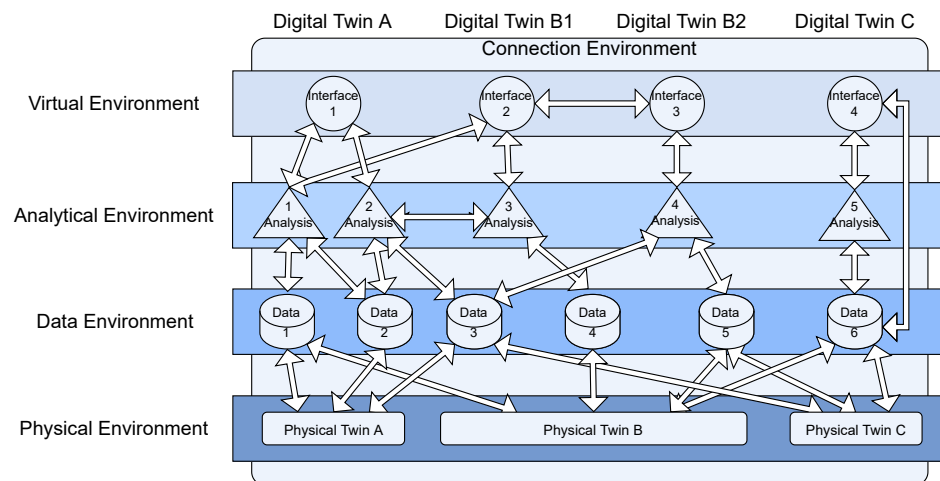 Digital Twin A
Digital Twin B1
Digital Twin B2
Digital Twin C
Connection Environment
Virtual Environment
Interface
1
Interface
2
Interface
3
Interface
4
Analytical Environment
1
Analysis
2
Analysis
3
Analysis
4
Analysis
5
Analysis
Data Environment
Data
1
Data
2
Data
3
Data
4
Data
5
Data
6
Physical Environment
Physical Twin A
Physical Twin B
Physical Twin C